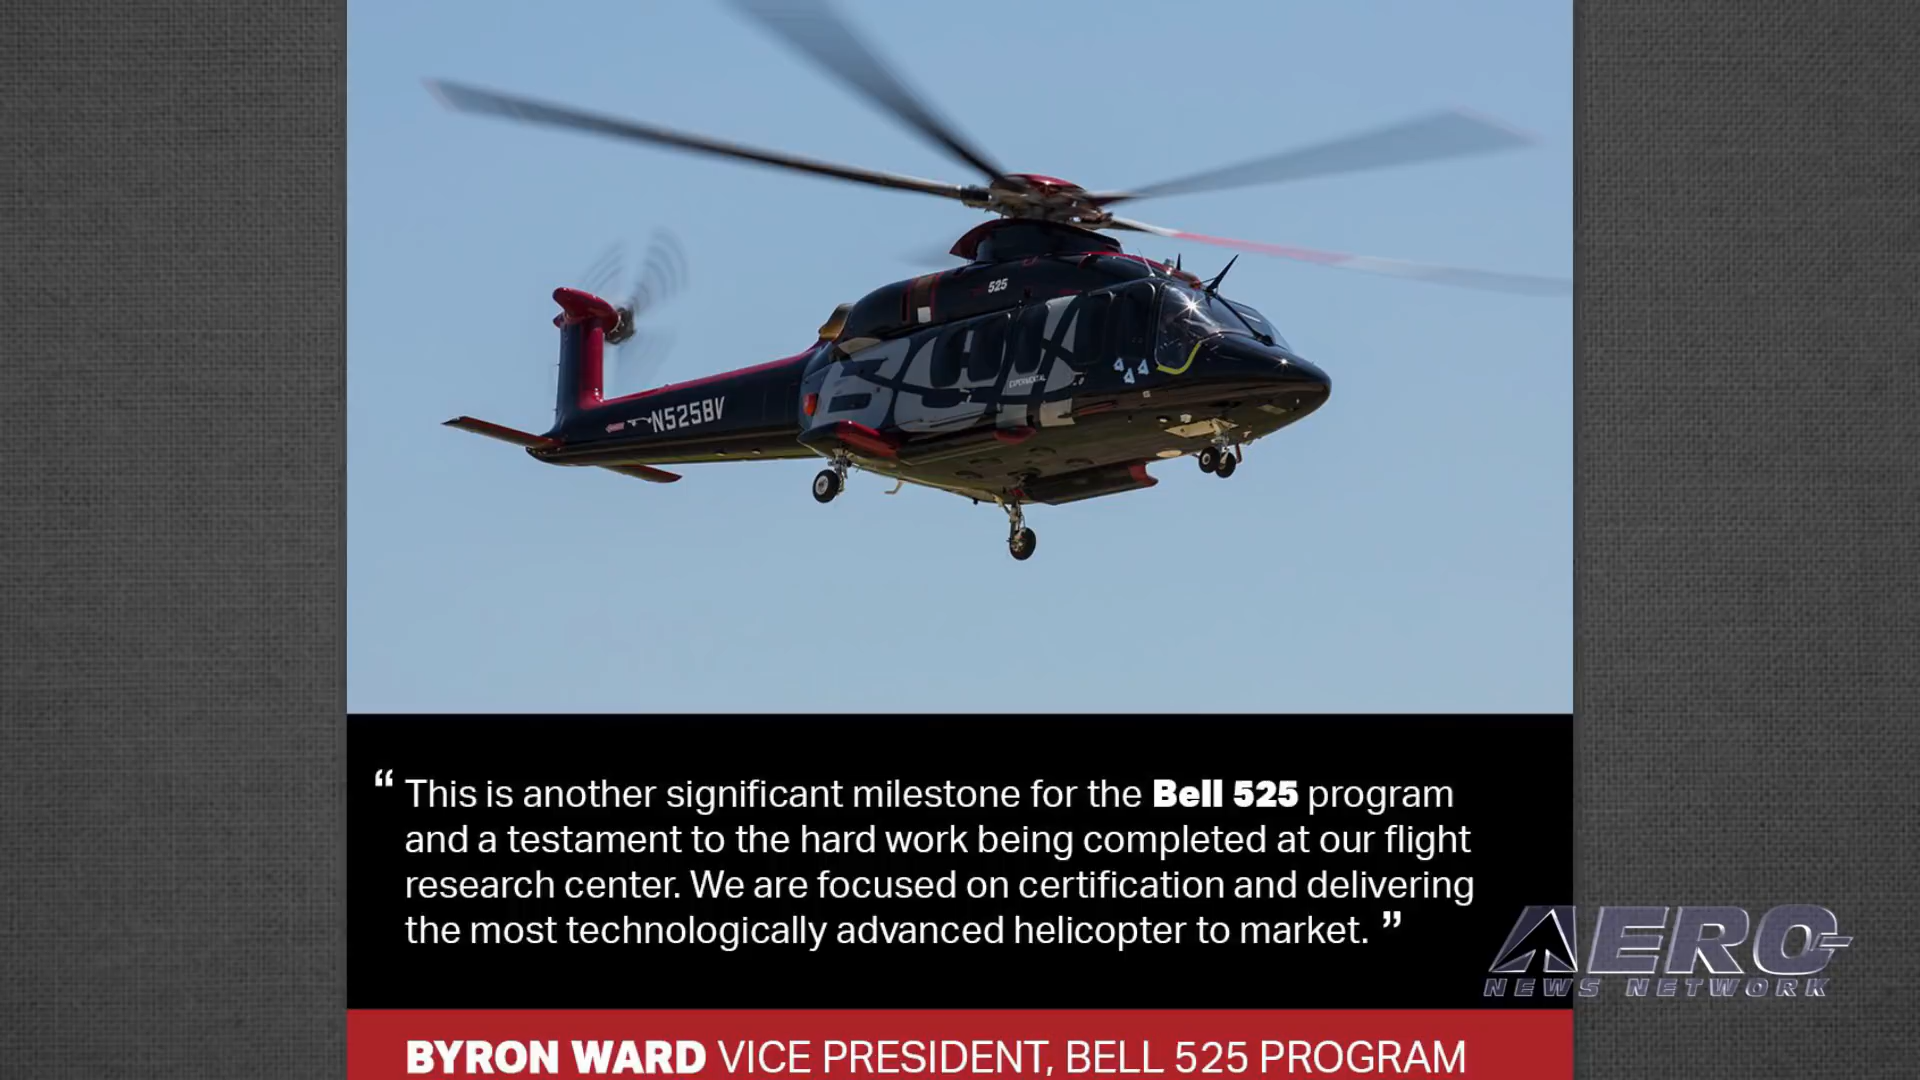 525
BELL
EXPERIMENTAL
N525BV
“ This is another significant milestone for the Bell 525 program
and a testament to the hard work being completed at our flight
research center. We are focused on certification and delivering
the most technologically advanced helicopter to market. ”
AERO
NEWS NETWORK
BYRON WARD VICE PRESIDENT, BELL 525 PROGRAM